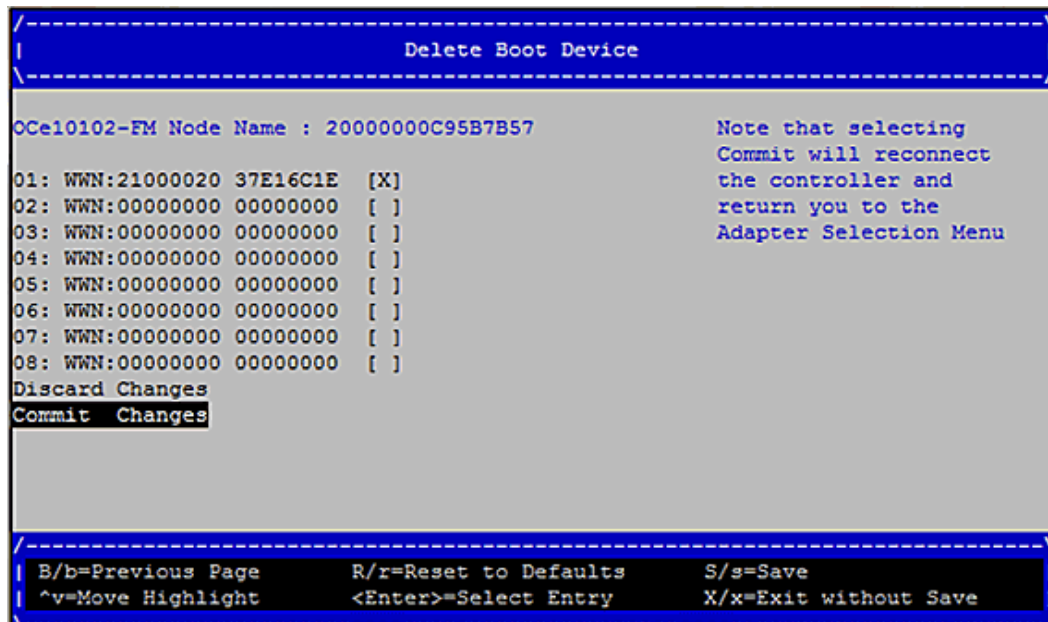 /------------------------------------------------------------------------------\
| Delete Boot Device
\------------------------------------------------------------------------------/
OCe10102-FM Node Name : 20000000C95B7B57 Note that selecting
Commit will reconnect
01: WWN:21000020 37E16C1E [X] the controller and
02: WWN:00000000 00000000 [ ] return you to the
03: WWN:00000000 00000000 [ ] Adapter Selection Menu
04: WWN:00000000 00000000 [ ]
05: WWN:00000000 00000000 [ ]
06: WWN:00000000 00000000 [ ]
07: WWN:00000000 00000000 [ ]
08: WWN:00000000 00000000 [ ]
Discard Changes
Commit  Changes
/------------------------------------------------------------------------------\
| B/b=Previous Page R/r=Reset to Defaults S/s=Save
| ^v=Move Highlight <Enter>=Select Entry X/x=Exit without Save